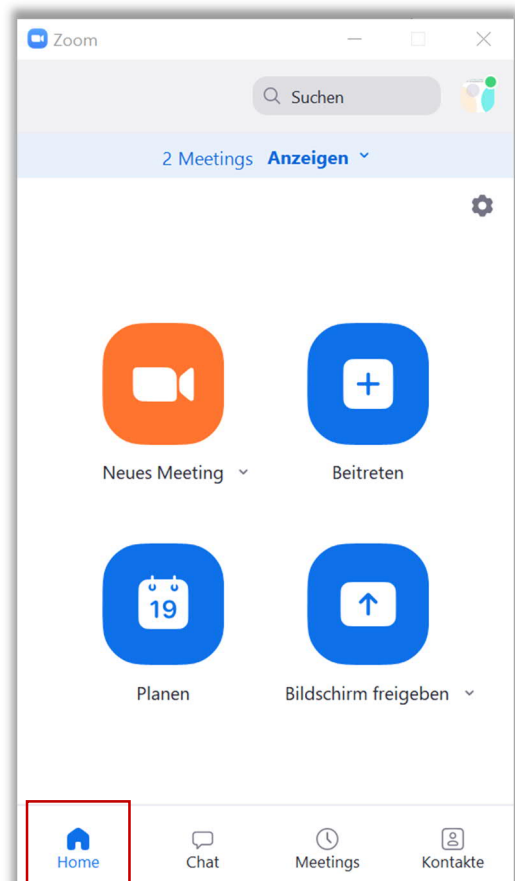 Zoom
Suchen
2 Meetings Anzeigen
Neues Meeting
Beitreten
19
Planen
Bildschirm freigeben
Home
Chat
Meetings
Kontakte